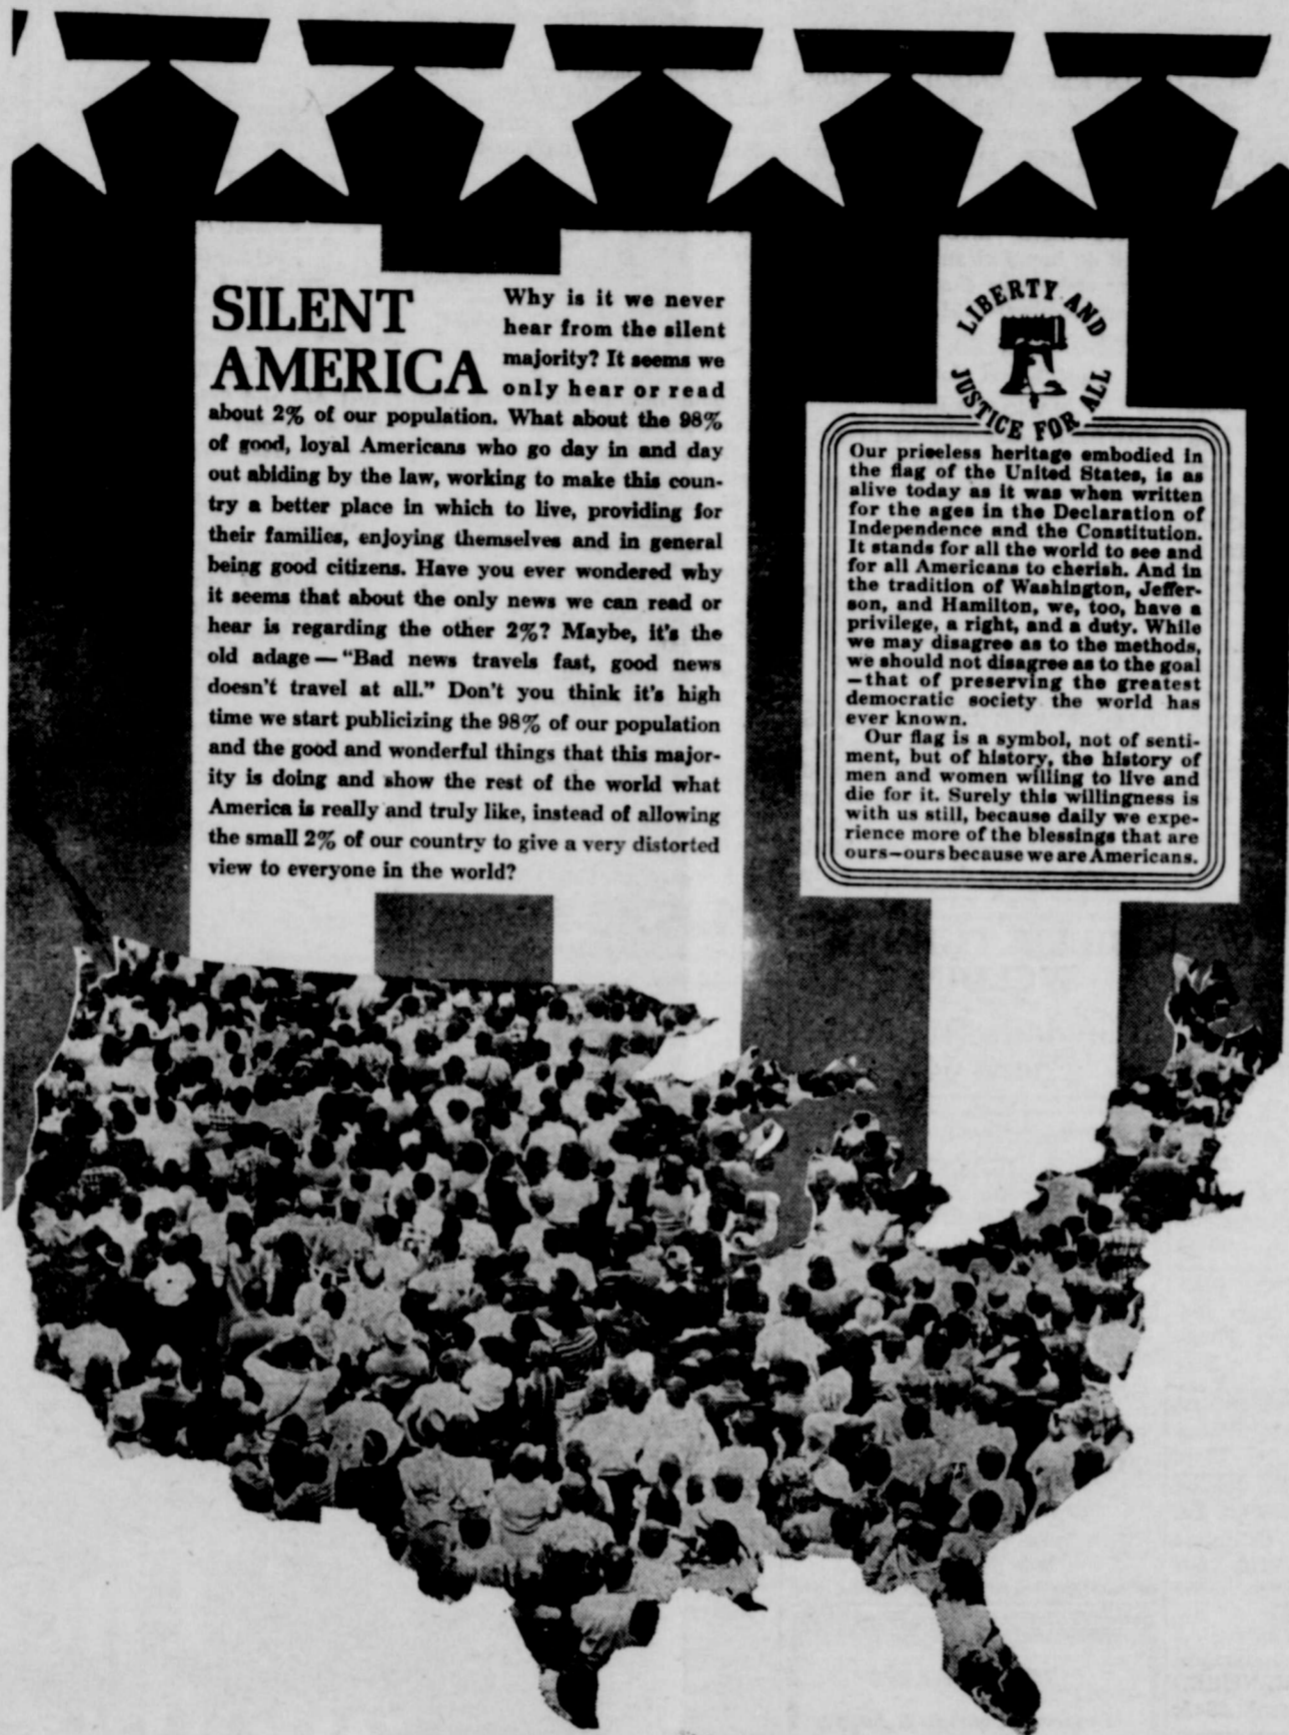 SILENT
AMERICA
Why is it we never
hear from the silent
majority? It seems we
only hear or read
about 2% of our population. What about the 98%
of good, loyal Americans who go day in and day
out abiding by the law, working to make this coun-
try a better place in which to live, providing for
their families, enjoying themselves and in general
being good citizens. Have you ever wondered why
it seems that about the only news we can read or
hear is regarding the other 2%? Maybe, it's the
old adage — "Bad news travels fast, good news
doesn't travel at all." Don't you think it's high
time we start publicizing the 98% of our population
and the good and wonderful things that this major-
ity is doing and show the rest of the world what
America is really and truly like, instead of allowing
the small 2% of our country to give a very distorted
view to everyone in the world?
LIBERTY AND
JUSTICE FOR ALL
Our priceless heritage embodied in
the flag of the United States, is as
alive today as it was when written
for the ages in the Declaration of
Independence and the Constitution.
It stands for all the world to see and
for all Americans to cherish. And in
the tradition of Washington, Jeffer-
son, and Hamilton, we, too, have a
privilege, a right, and a duty. While
we may disagree as to the methods,
we should not disagree as to the goal
—that of preserving the greatest
democratic society the world has
ever known.
Our flag is a symbol, not of senti-
ment, but of history, the history of
men and women willing to live and
die for it. Surely this willingness is
with us still, because daily we expe-
rience more of the blessings that are
ours—ours because we are Americans.